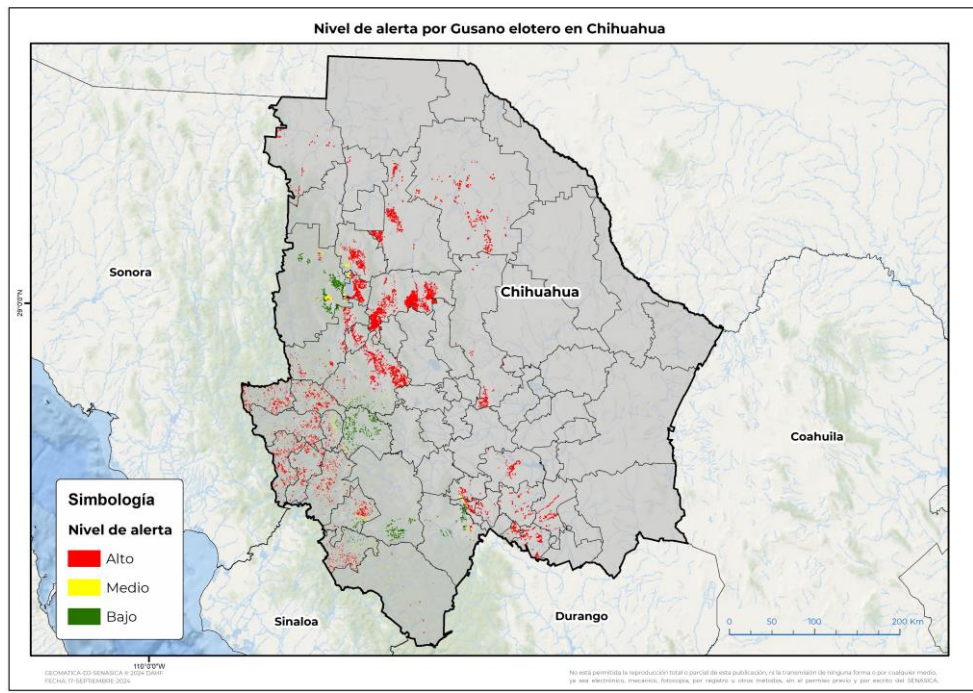 Nivel de alerta por Gusano elotero en Chihuahua
Sonora
Chihuahua
29°0'0"N
Coahuila
Simbología
Nivel de alerta
Alto
Medio
Bajo
Sinaloa
Durango
0 50 100 200 Km
110°0'0"W
GEOMATICA-DJ-SENASICA ® 2024 DAHF
FECHA: 17-SEPTIEMBRE-2024
No está permitida la reproducción total o parcial de esta publicación, ni la transmisión de ninguna forma o por cualquier medio,
ya sea electrónico, mecánico, fotocopia, por registro u otros métodos, sin el permiso previo y por escrito del SENASICA.